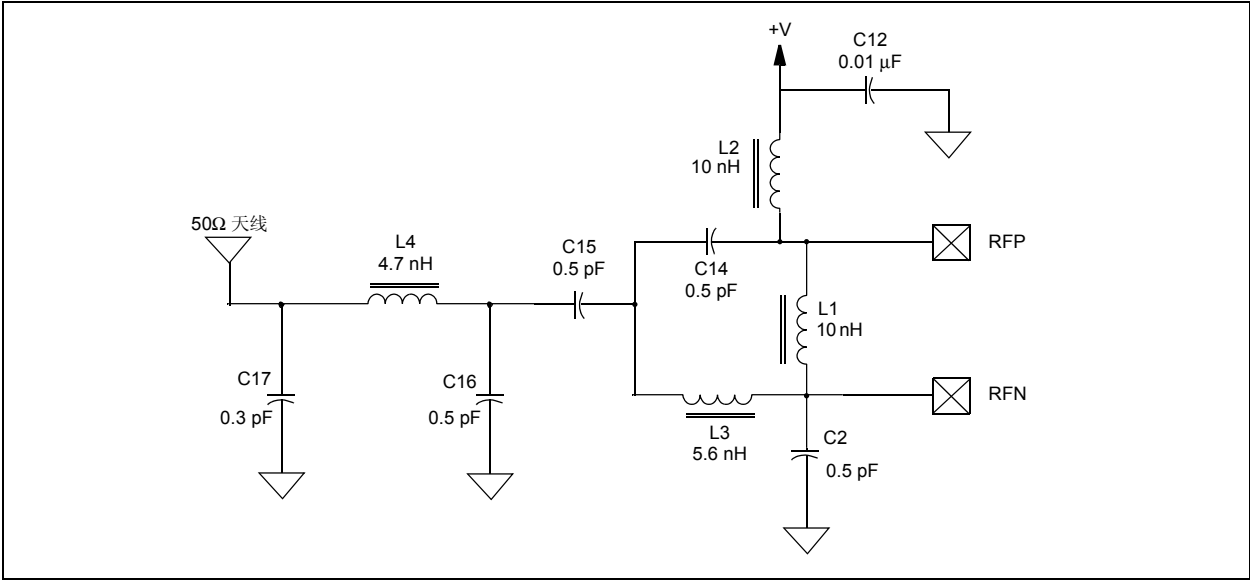 +V
C12
0.01 μF
L2
10 nH
50Ω 天线
L4
4.7 nH
C15
0.5 pF
C14
0.5 pF
RFP
L1
10 nH
C17
0.3 pF
C16
0.5 pF
L3
5.6 nH
RFN
C2
0.5 pF